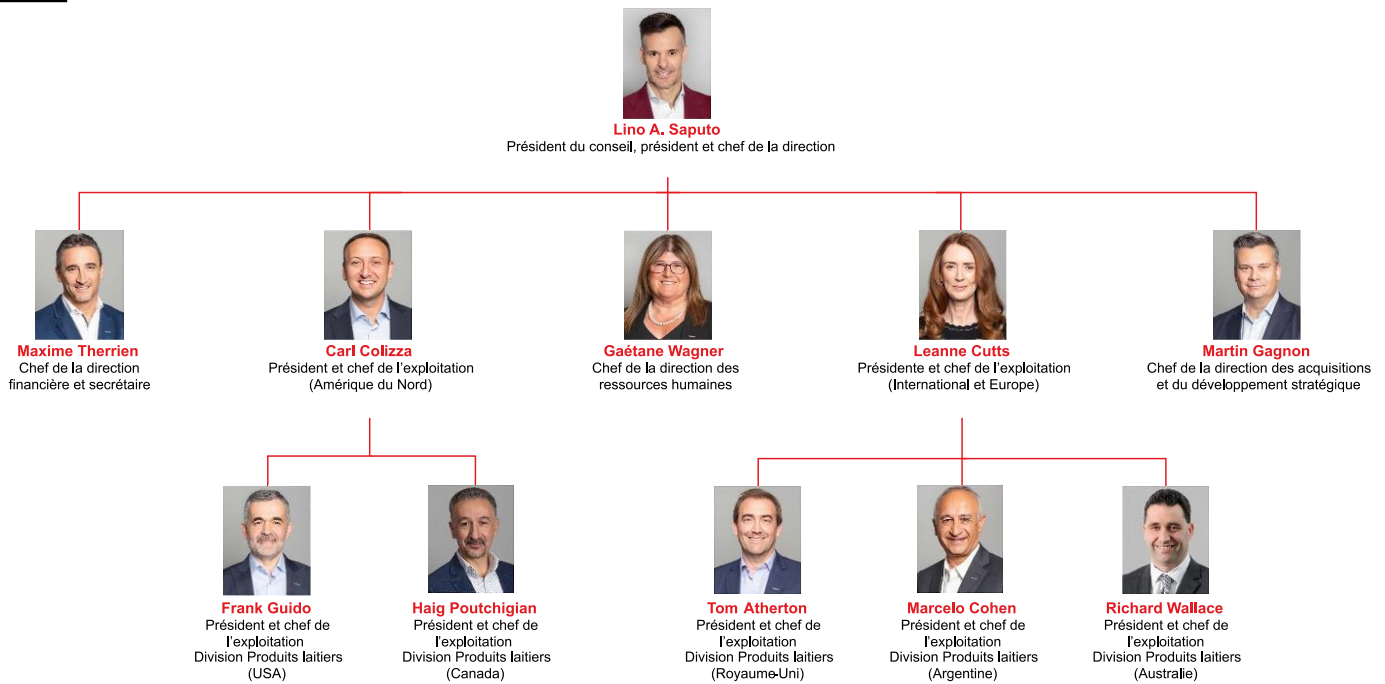 Lino A. Saputo
Président du conseil, président et chef de la direction
Maxime Therrien
Chef de la direction
financière et secrétaire
Carl Colizza
Président et chef de l'exploitation
(Amérique du Nord)
Gaétane Wagner
Chef de la direction des
ressources humaines
Leanne Cutts
Présidente et chef de l'exploitation
(International et Europe)
Martin Gagnon
Chef de la direction des acquisitions
et du développement stratégique
Frank Guido
Président et chef de
l'exploitation
Division Produits laitiers
(USA)
Haig Poutchigian
Président et chef de
l'exploitation
Division Produits laitiers
(Canada)
Tom Atherton
Président et chef de
l'exploitation
Division Produits laitiers
(Royaume-Uni)
Marcelo Cohen
Président et chef de
l'exploitation
Division Produits laitiers
(Argentine)
Richard Wallace
Président et chef de
l'exploitation
Division Produits laitiers
(Australie)